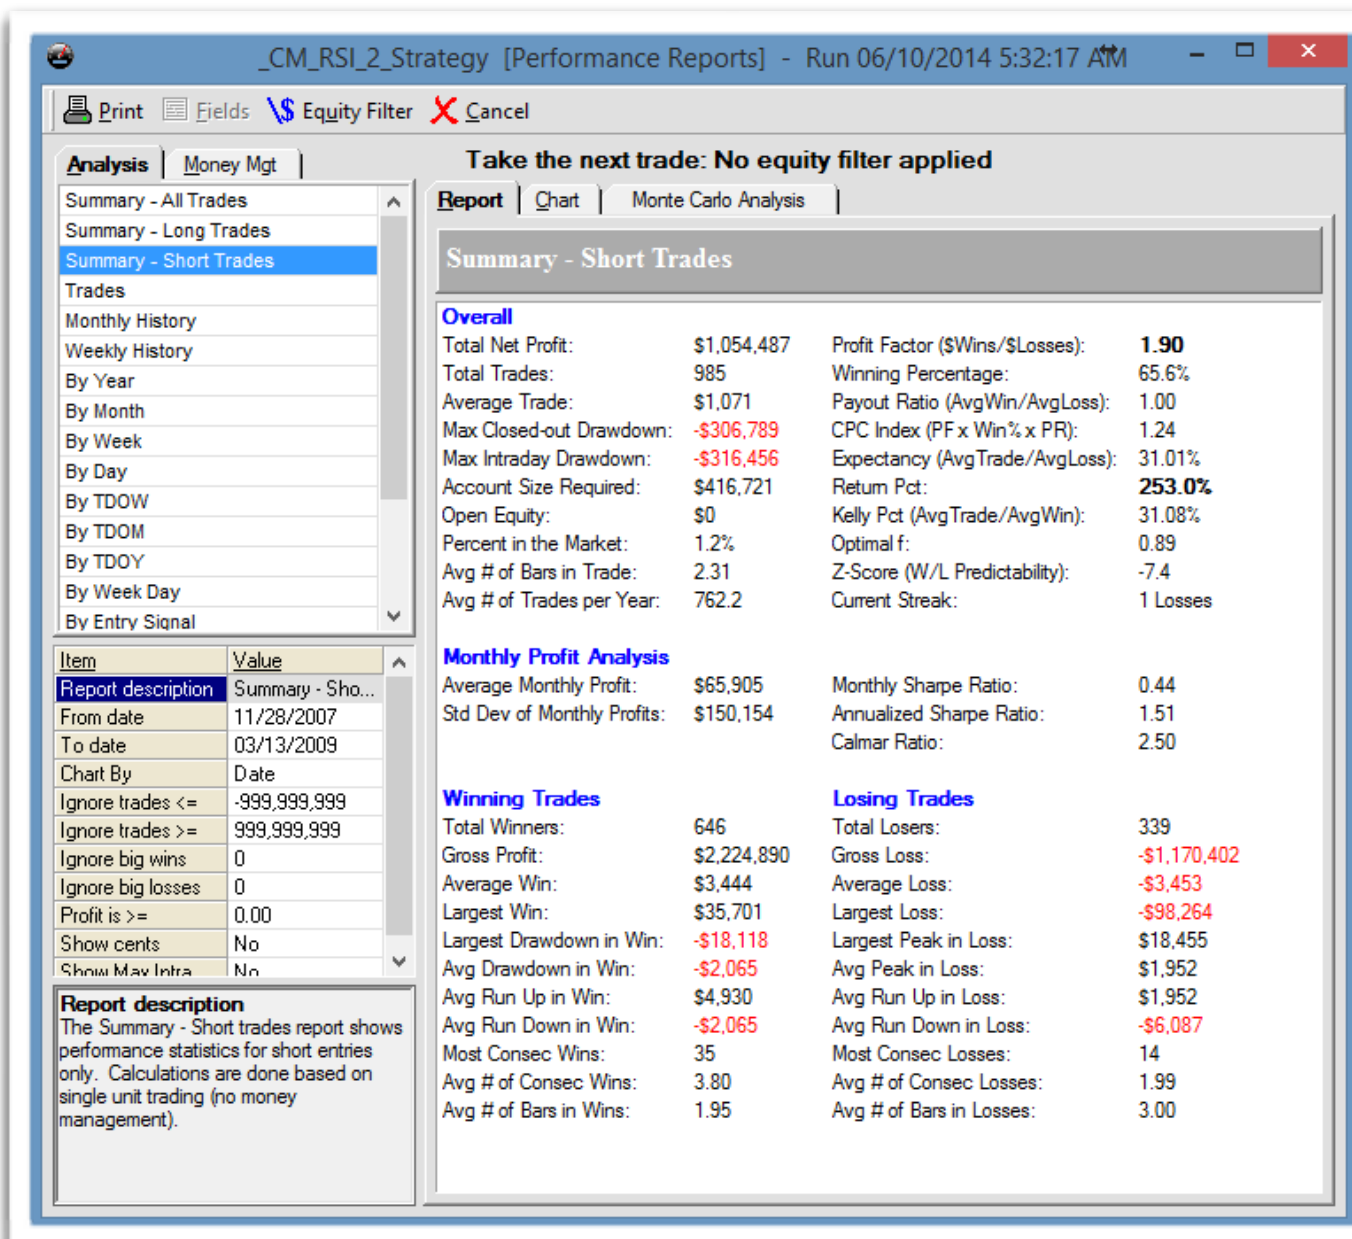 _CM_RSI_2_Strategy [Performance Reports] - Run 06/10/2014 5:32:17 AM
Print Fields Equity Filter Cancel
Analysis Money Mgt
Take the next trade: No equity filter applied
Summary - All Trades
Summary - Long Trades
Summary - Short Trades
Trades
Monthly History
Weekly History
By Year
By Month
By Week
By Day
By TDOW
By TDOM
By TDOY
By Week Day
By Entry Signal
Item Value
Report description Summary - Sho...
From date 11/28/2007
To date 03/13/2009
Chart By Date
Ignore trades <= -999,999,999
Ignore trades >= 999,999,999
Ignore big wins 0
Ignore big losses 0
Profit is >= 0.00
Show cents No
Show Max Intra No
Report description
The Summary - Short trades report shows
performance statistics for short entries
only. Calculations are done based on
single unit trading (no money
management).
Report Chart Monte Carlo Analysis
Summary - Short Trades
Overall
Total Net Profit: $1,054,487 Profit Factor ($Wins/$Losses): 1.90
Total Trades: 985 Winning Percentage: 65.6%
Average Trade: $1,071 Payout Ratio (AvgWin/AvgLoss): 1.00
Max Closed-out Drawdown: -$306,789 CPC Index (PF x Win% x PR): 1.24
Max Intraday Drawdown: -$316,456 Expectancy (AvgTrade/AvgLoss): 31.01%
Account Size Required: $416,721 Return Pct: 253.0%
Open Equity: $0 Kelly Pct (AvgTrade/AvgWin): 31.08%
Percent in the Market: 1.2% Optimal f: 0.89
Avg # of Bars in Trade: 2.31 Z-Score (W/L Predictability): -7.4
Avg # of Trades per Year: 762.2 Current Streak: 1 Losses
Monthly Profit Analysis
Average Monthly Profit: $65,905 Monthly Sharpe Ratio: 0.44
Std Dev of Monthly Profits: $150,154 Annualized Sharpe Ratio: 1.51
Calmar Ratio: 2.50
Winning Trades Losing Trades
Total Winners: 646 Total Losers: 339
Gross Profit: $2,224,890 Gross Loss: -$1,170,402
Average Win: $3,444 Average Loss: -$3,453
Largest Win: $35,701 Largest Loss: -$98,264
Largest Drawdown in Win: -$18,118 Largest Peak in Loss: $18,455
Avg Drawdown in Win: -$2,065 Avg Peak in Loss: $1,952
Avg Run Up in Win: $4,930 Avg Run Up in Loss: $1,952
Avg Run Down in Win: -$2,065 Avg Run Down in Loss: -$6,087
Most Consec Wins: 35 Most Consec Losses: 14
Avg # of Consec Wins: 3.80 Avg # of Consec Losses: 1.99
Avg # of Bars in Wins: 1.95 Avg # of Bars in Losses: 3.00